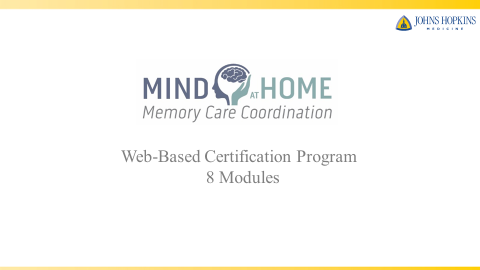 JOHNS HOPKINS
MEDICINE
MIND AT HOME
Memory Care Coordination
Web-Based Certification Program
8 Modules